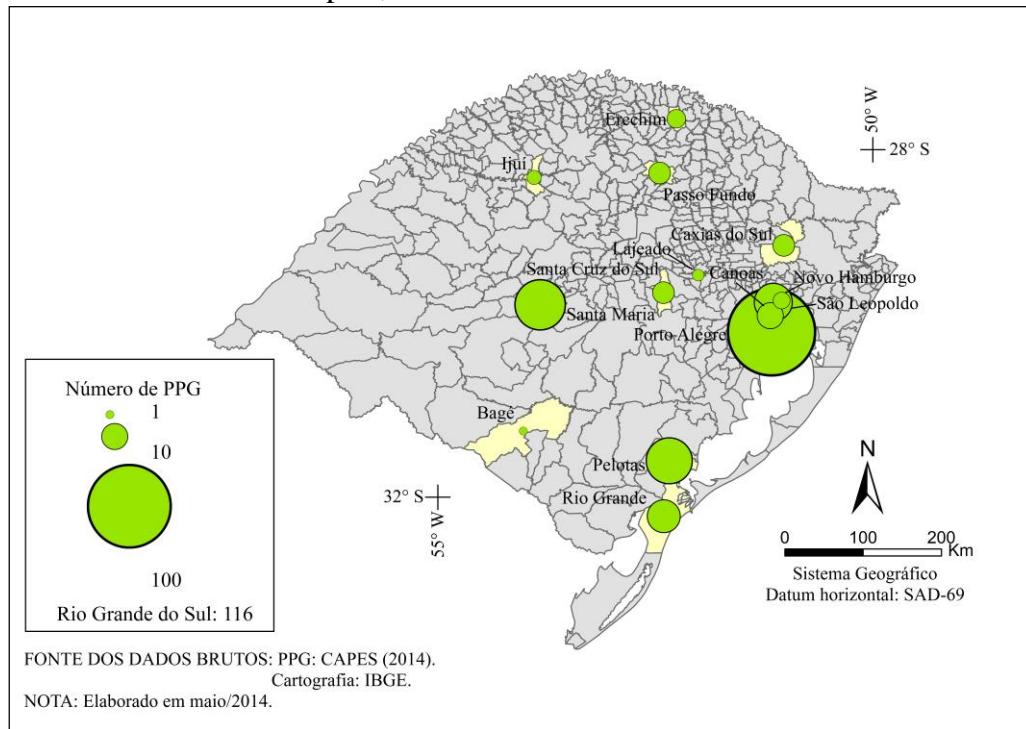 Erechim
50° W
28° S
Ijuí
Passo Fundo
Caxias do Sul
Lajeado
Santa Cruz do Sul
Canoas
Novo Hamburgo
São Leopoldo
Santa Maria
Porto Alegre
Número de PPG
1
10
100
Rio Grande do Sul: 116
Bagé
Pelotas
Rio Grande
32° S
55° W
N
0 100 200
Km
Sistema Geográfico
Datum horizontal: SAD-69
FONTE DOS DADOS BRUTOS: PPG: CAPES (2014).
Cartografia: IBGE.
NOTA: Elaborado em maio/2014.